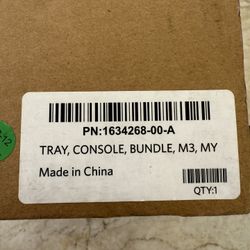 PN:1634268-00-A
TRAY, CONSOLE, BUNDLE, M3, MY
Made in China
QTY:1